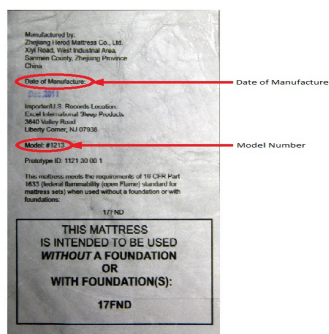 Manufactured by:
Zhejiang Herod Mattress Co., Ltd.
Xiyi Road, West Industrial Area,
Sanmen County, Zhejiang Province
China
Date of Manufacture:
Date of Manufacture
Dec.2011
Importer/U.S. Records Location:
Excel International Sleep Products
3640 Valley Road
Liberty Corner, NJ 07938
Model: #1213
Model Number
Prototype ID: 1121 30 00 1
This mattress meets the requirements of 16 CFR Part
1633 (federal flammability (open Flame) standard for
mattress sets) when used without a foundation or with
foundations:
17FND
THIS MATTRESS
IS INTENDED TO BE USED
WITHOUT A FOUNDATION
OR
WITH FOUNDATION(S):
17FND